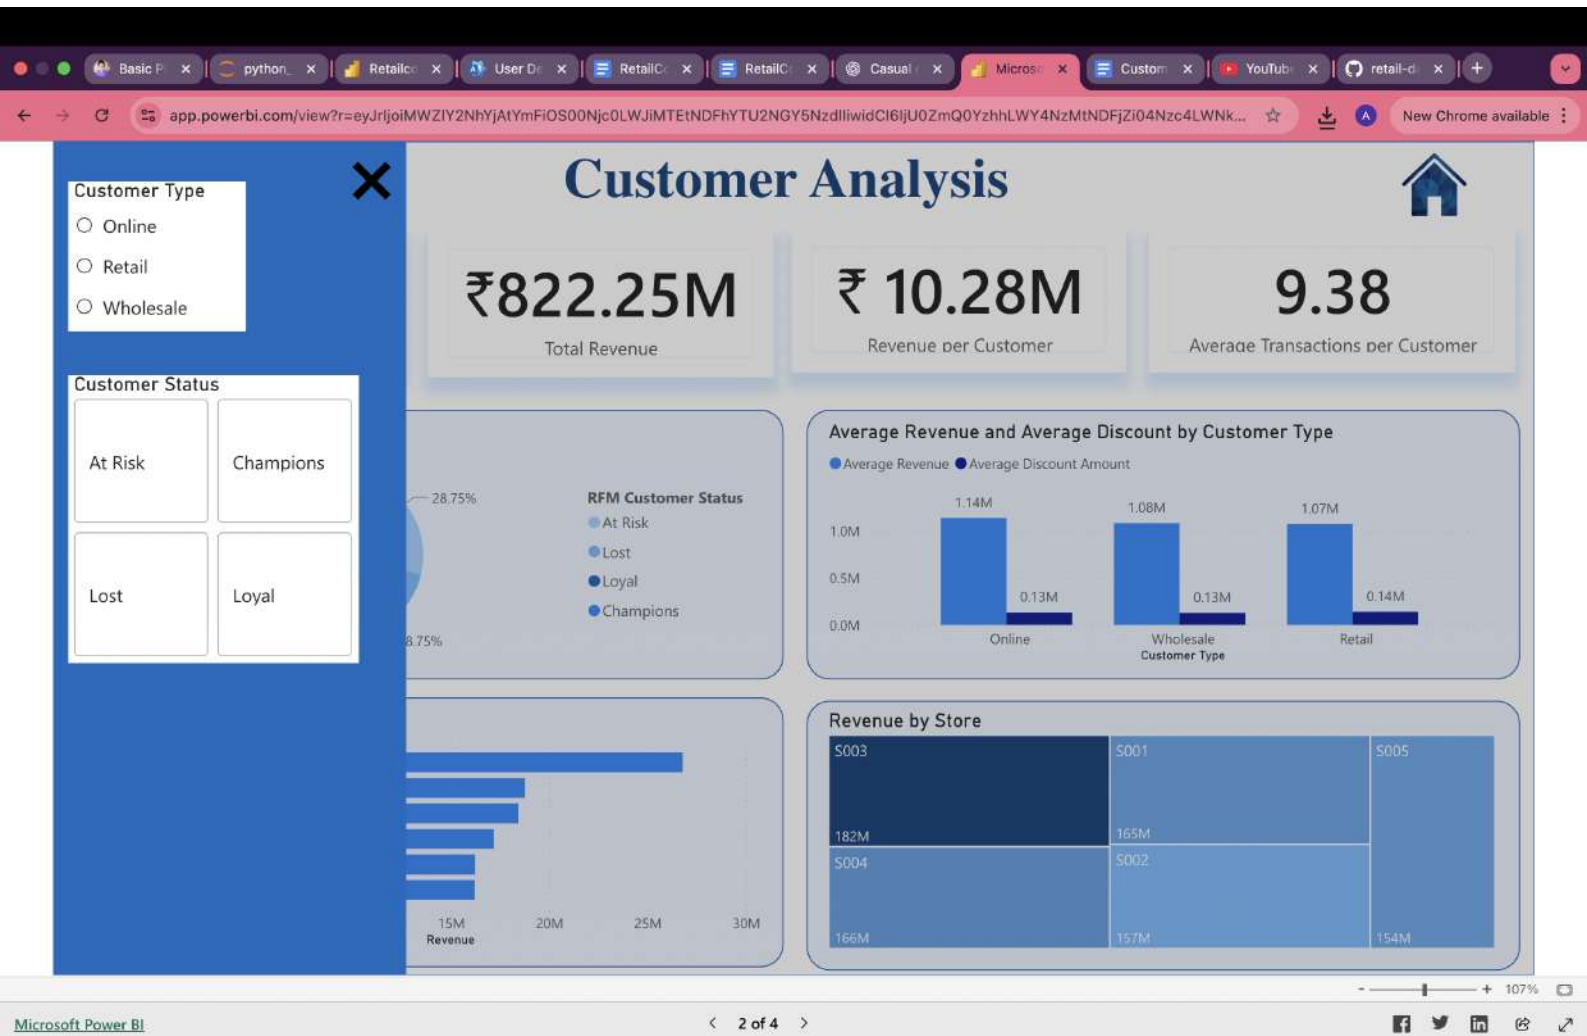 Basic P
python_
Retailco
User De
RetailCo
RetailCo
Casual
Microso
Custom
YouTube
retail-d
app.powerbi.com/view?r=eyJrIjoiMWZIY2NhYjAtYmFiOS00Njc0LWJiMTEtNDFhYTU2NGY5NzdlIiwidCI6IjU0ZmQ0YzhhLWY4NzMtNDFjZi04Nzc4LWNk...
A
New Chrome available
Customer Type
Online
Retail
Wholesale
Customer Status
At Risk
Champions
Lost
Loyal
Customer Analysis
₹822.25M
Total Revenue
₹ 10.28M
Revenue per Customer
9.38
Average Transactions per Customer
28.75%
8.75%
RFM Customer Status
At Risk
Lost
Loyal
Champions
Average Revenue and Average Discount by Customer Type
Average Revenue Average Discount Amount
1.0M
0.5M
0.0M
1.14M
0.13M
1.08M
0.13M
1.07M
0.14M
Online
Wholesale
Retail
Customer Type
15M
20M
25M
30M
Revenue
Revenue by Store
S003
182M
S004
166M
S001
165M
S002
157M
S005
154M
107%
Microsoft Power BI
2 of 4